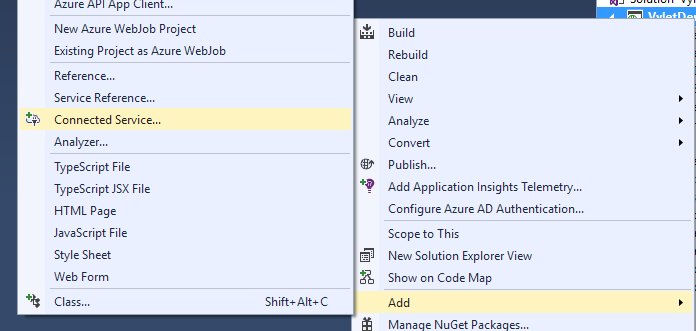 Azure API App Client...
New Azure WebJob Project
Existing Project as Azure WebJob
Reference...
Service Reference...
Connected Service...
Analyzer...
TypeScript File
TypeScript JSX File
HTML Page
JavaScript File
Style Sheet
Web Form
Class... Shift+Alt+C
Solution
Build
Rebuild
Clean
View
Analyze
Convert
Publish...
Add Application Insights Telemetry...
Configure Azure AD Authentication...
Scope to This
New Solution Explorer View
Show on Code Map
Add
Manage NuGet Packages...